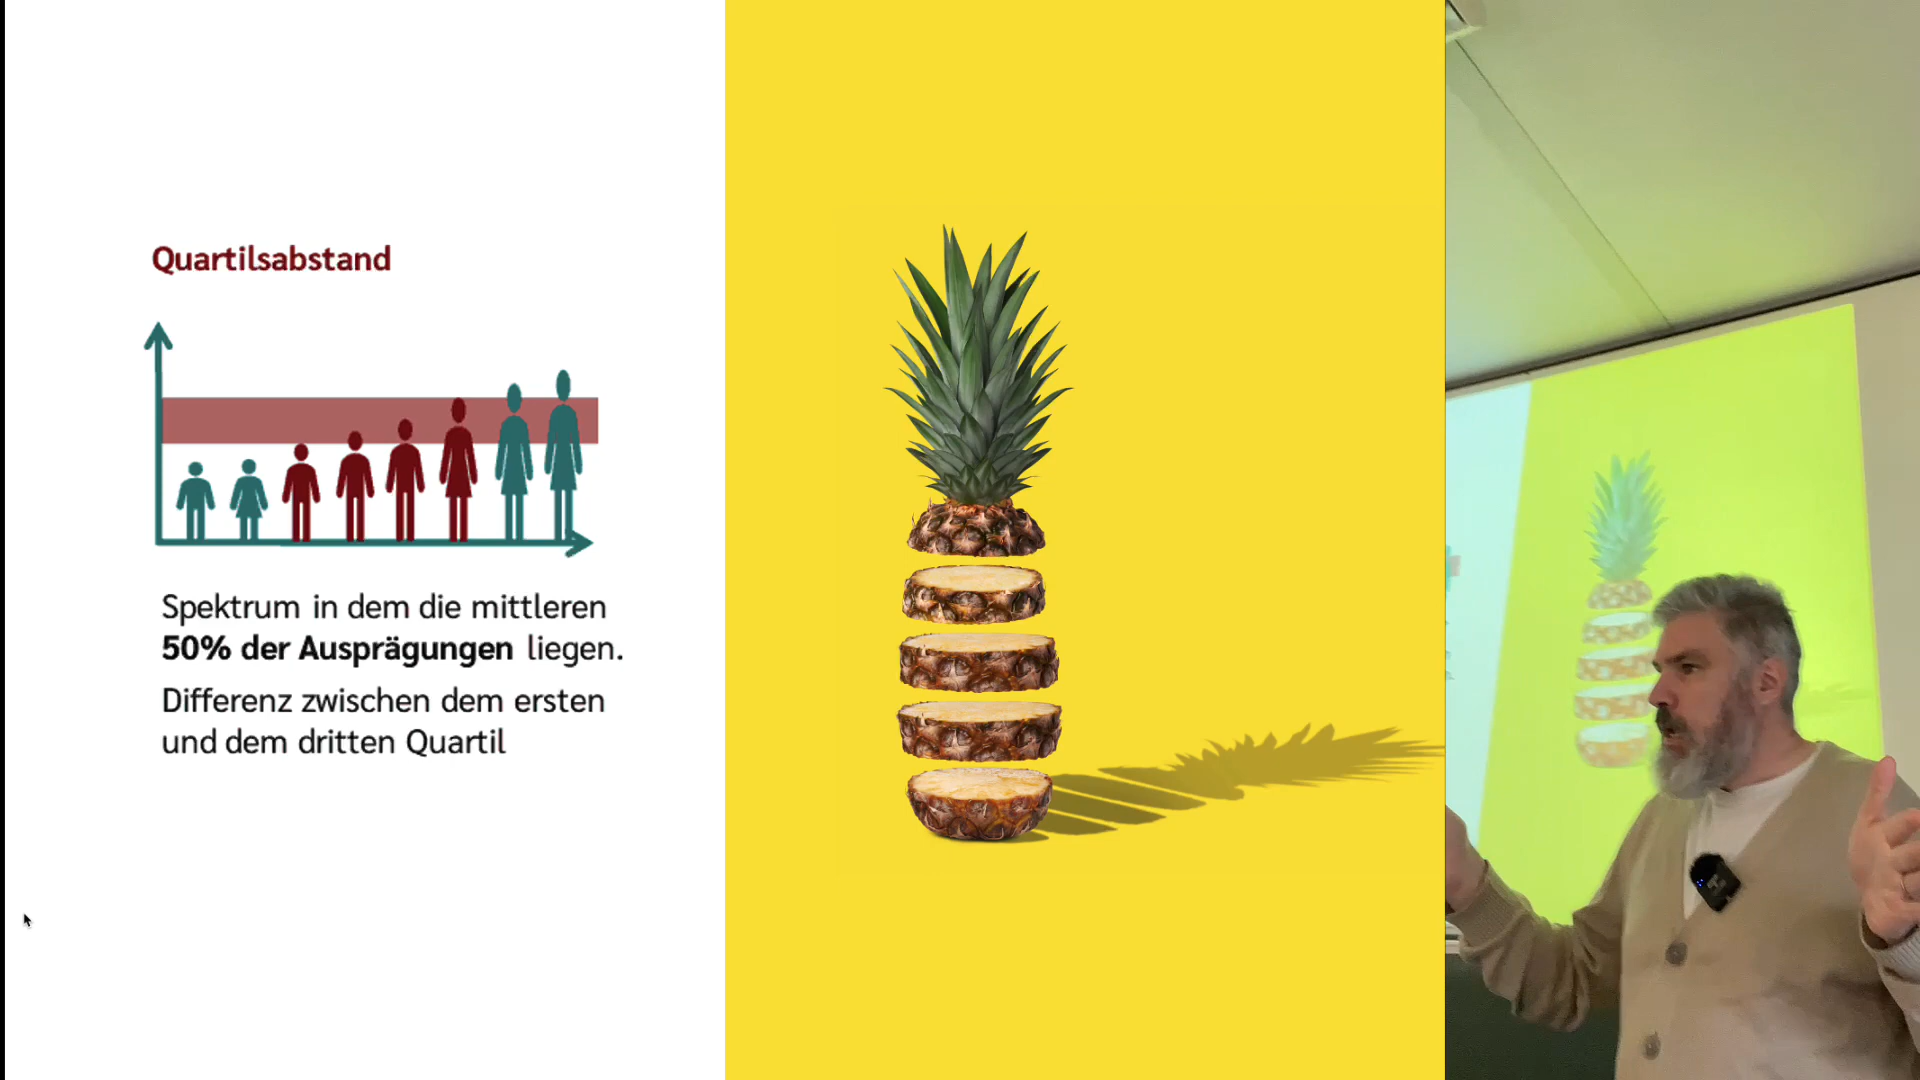 Quartilsabstand
Spektrum in dem die mittleren
50% der Ausprägungen liegen.
Differenz zwischen dem ersten
und dem dritten Quartil